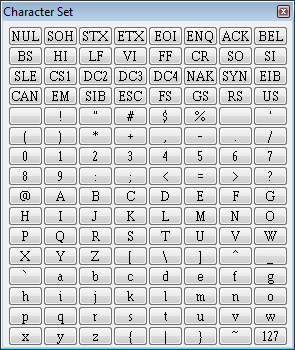 Character Set
NUL SOH STX ETX EOI ENQ ACK BEL
BS HI LF VI FF CR SO SI
SLE CS1 DC2 DC3 DC4 NAK SYN EIB
CAN EM SIB ESC FS GS RS US
! " # $ % '
( ) * + , - . /
0 1 2 3 4 5 6 7
8 9 : ; < = > ?
@ A B C D E F G
H I J K L M N O
P Q R S T U V W
X Y Z [ \ ] ^ _
` a b c d e f g
h i j k l m n o
p q r s t u v w
x y z { | } ~ 127